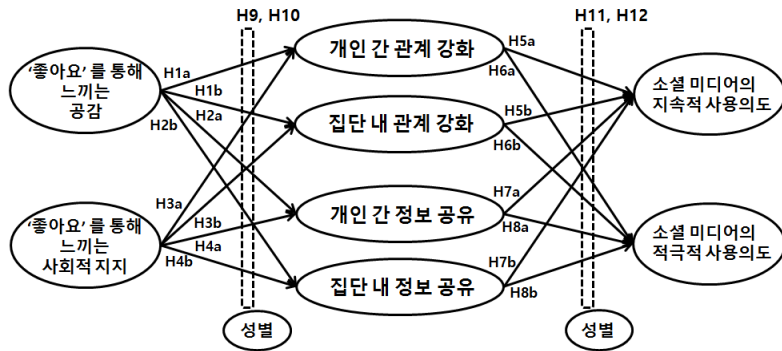 H9, H10
H11, H12
'좋아요' 를 통해
느끼는
공감
H1a
H1b
H2a
H2b
'좋아요' 를 통해
느끼는
사회적 지지
H3a
H3b
H4a
H4b
개인 간 관계 강화
집단 내 관계 강화
개인 간 정보 공유
집단 내 정보 공유
H5a
H6a
H5b
H6b
H7a
H8a
H7b
H8b
소셜 미디어의
지속적 사용의도
소셜 미디어의
적극적 사용의도
성별
성별